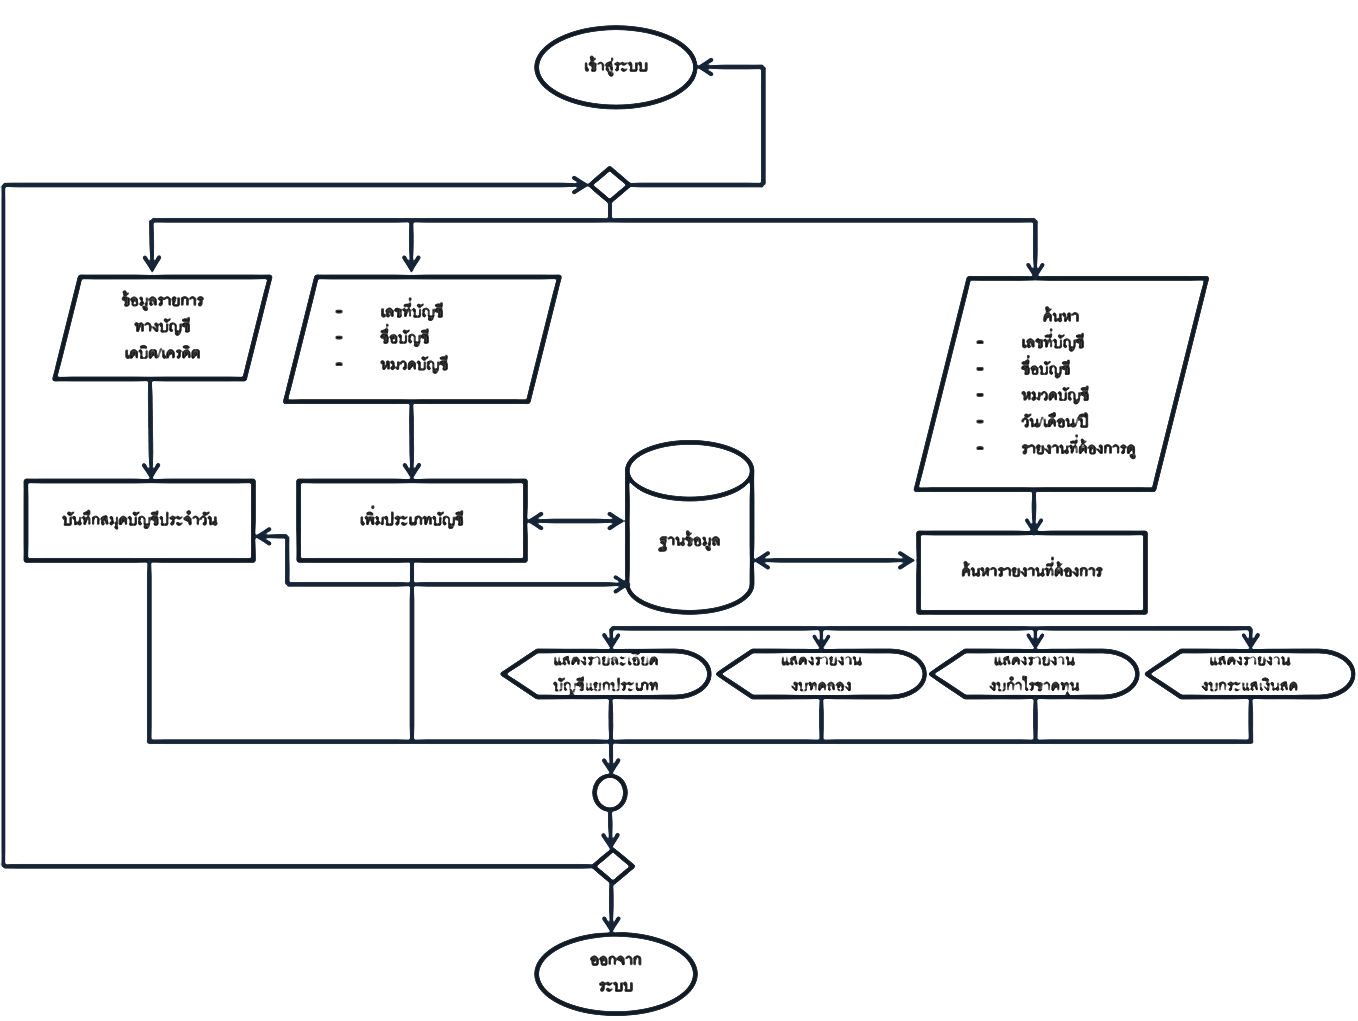 เข้าสู่ระบบ
ข้อมูลรายการ
ทางบัญชี
เดบิต/เครดิต
- เลขที่บัญชี
- ชื่อบัญชี
- หมวดบัญชี
ค้นหา
- เลขที่บัญชี
- ชื่อบัญชี
- หมวดบัญชี
- วัน/เดือน/ปี
- รายงานที่ต้องการดู
บันทึกสมุดบัญชีประจำวัน
เพิ่มประเภทบัญชี
ฐานข้อมูล
ค้นหารายงานที่ต้องการ
แสดงรายละเอียด
บัญชีแยกประเภท
แสดงรายงาน
งบทดลอง
แสดงรายงาน
งบกำไรขาดทุน
แสดงรายงาน
งบกระแสเงินสด
ออกจาก
ระบบ